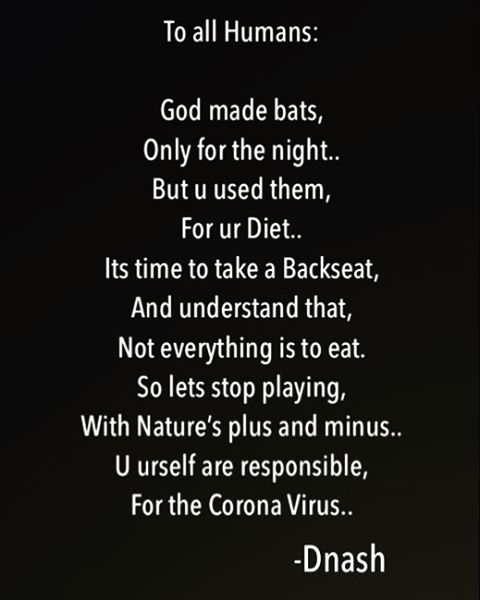 To all Humans:
God made bats,
Only for the night..
But u used them,
For ur Diet..
Its time to take a Backseat,
And understand that,
Not everything is to eat.
So lets stop playing,
With Nature's plus and minus..
U urself are responsible,
For the Corona Virus..
-Dnash